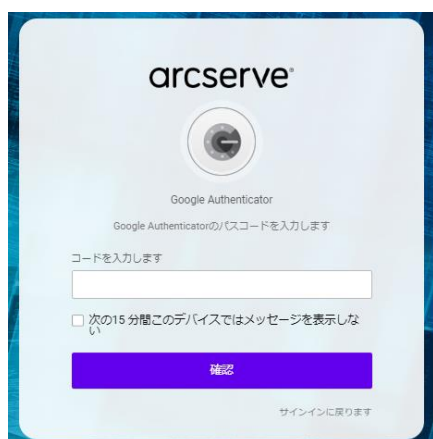 arcserve®
Google Authenticator
Google Authenticatorのパスコードを入力します
コードを入力します
次の15 分間このデバイスではメッセージを表示しな
い
確認
サインインに戻ります